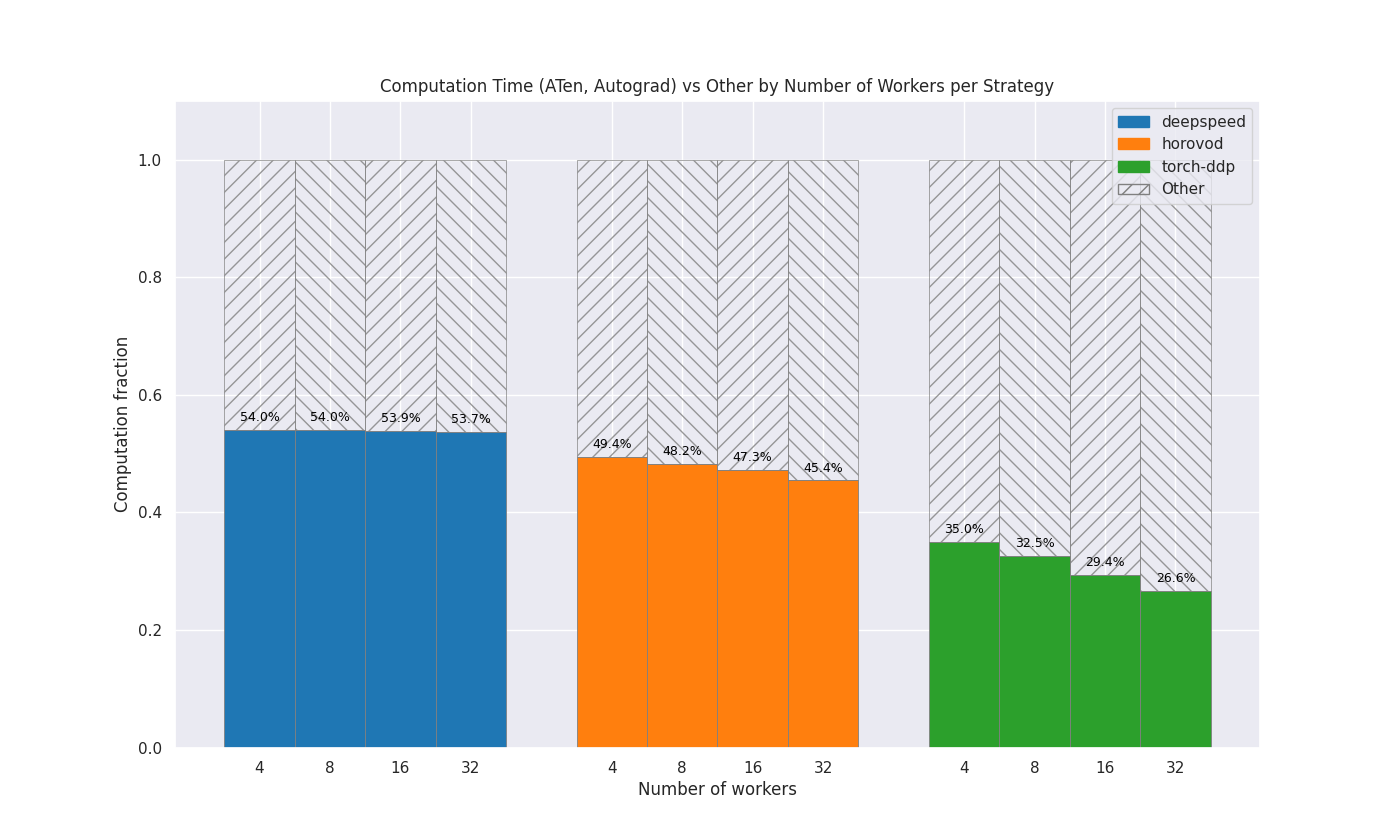 Computation Time (ATen, Autograd) vs Other by Number of Workers per Strategy
deepspeed
horovod
torch-ddp
Other
Computation fraction
1.0
0.8
0.6
0.4
0.2
0.0
54.0% 54.0% 53.9% 53.7%
49.4% 48.2% 47.3% 45.4%
35.0% 32.5% 29.4% 26.6%
4 8 16 32 4 8 16 32 4 8 16 32
Number of workers